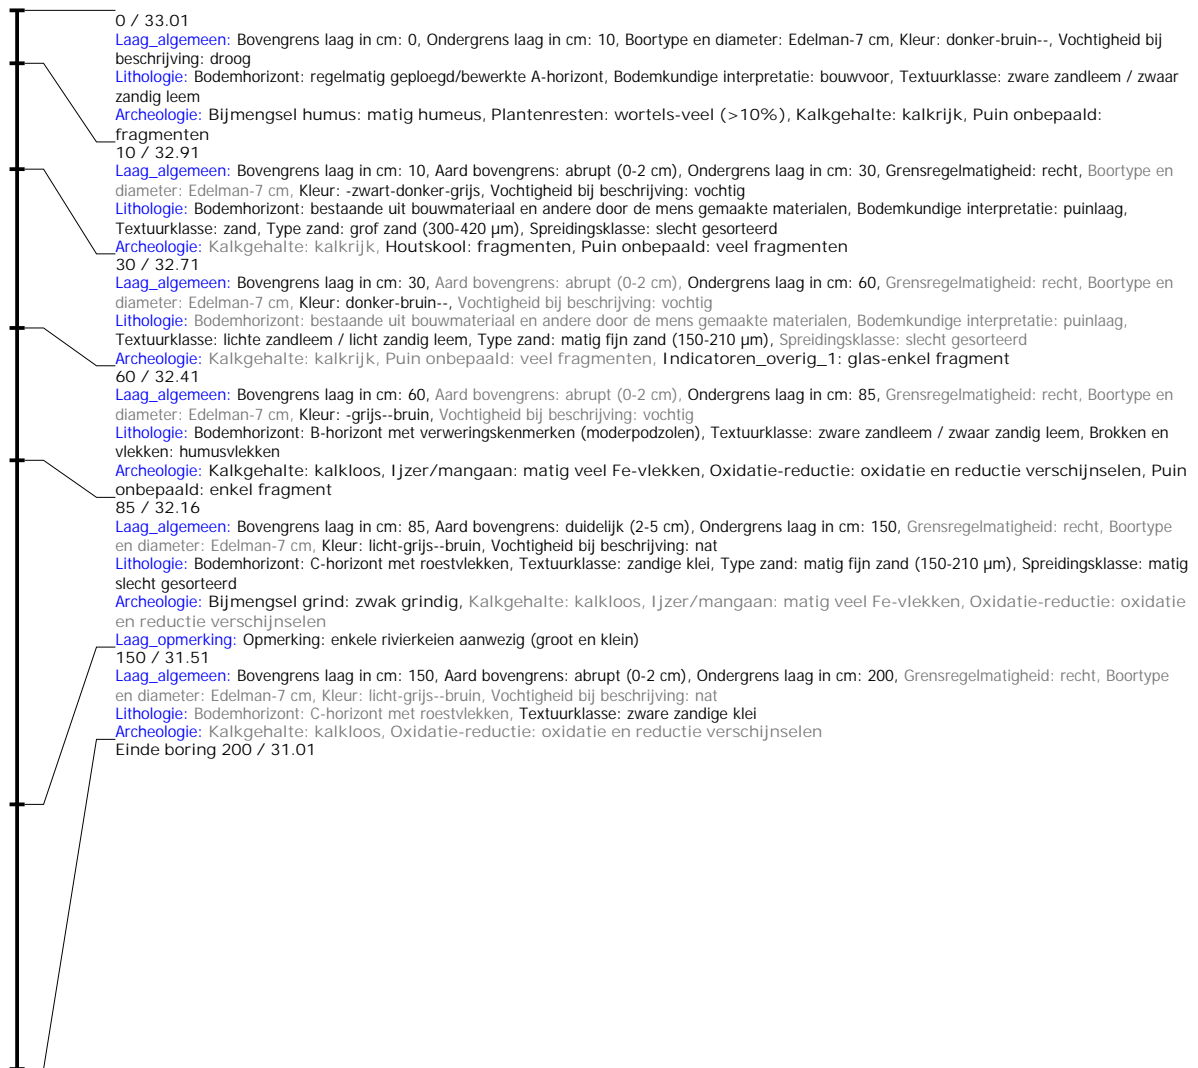 0 / 33.01
Laag_algemeen: Bovengrens laag in cm: 0, Ondergrens laag in cm: 10, Boortype en diameter: Edelman-7 cm, Kleur: donker-bruin--, Vochtigheid bij
beschrijving: droog
Lithologie: Bodemhorizont: regelmatig geploegd/bewerkte A-horizont, Bodemkundige interpretatie: bouwvoor, Textuurklasse: zware zandleem / zwaar
zandig leem
Archeologie: Bijmengsel humus: matig humeus, Plantenresten: wortels-veel (>10%), Kalkgehalte: kalkrijk, Puin onbepaald:
fragmenten
10 / 32.91
Laag_algemeen: Bovengrens laag in cm: 10, Aard bovengrens: abrupt (0-2 cm), Ondergrens laag in cm: 30, Grensregelmatigheid: recht, Boortype en
diameter: Edelman-7 cm, Kleur: -zwart-donker-grijs, Vochtigheid bij beschrijving: vochtig
Lithologie: Bodemhorizont: bestaande uit bouwmateriaal en andere door de mens gemaakte materialen, Bodemkundige interpretatie: puinlaag,
Textuurklasse: zand, Type zand: grof zand (300-420 µm), Spreidingsklasse: slecht gesorteerd
Archeologie: Kalkgehalte: kalkrijk, Houtskool: fragmenten, Puin onbepaald: veel fragmenten
30 / 32.71
Laag_algemeen: Bovengrens laag in cm: 30, Aard bovengrens: abrupt (0-2 cm), Ondergrens laag in cm: 60, Grensregelmatigheid: recht, Boortype en
diameter: Edelman-7 cm, Kleur: donker-bruin--, Vochtigheid bij beschrijving: vochtig
Lithologie: Bodemhorizont: bestaande uit bouwmateriaal en andere door de mens gemaakte materialen, Bodemkundige interpretatie: puinlaag,
Textuurklasse: lichte zandleem / licht zandig leem, Type zand: matig fijn zand (150-210 µm), Spreidingsklasse: slecht gesorteerd
Archeologie: Kalkgehalte: kalkrijk, Puin onbepaald: veel fragmenten, Indicatoren_overig_1: glas-enkel fragment
60 / 32.41
Laag_algemeen: Bovengrens laag in cm: 60, Aard bovengrens: abrupt (0-2 cm), Ondergrens laag in cm: 85, Grensregelmatigheid: recht, Boortype en
diameter: Edelman-7 cm, Kleur: -grijs--bruin, Vochtigheid bij beschrijving: vochtig
Lithologie: Bodemhorizont: B-horizont met verweringskenmerken (moderpodzolen), Textuurklasse: zware zandleem / zwaar zandig leem, Brokken en
vlekken: humusvlekken
Archeologie: Kalkgehalte: kalkloos, Ijzer/mangaan: matig veel Fe-vlekken, Oxidatie-reductie: oxidatie en reductie verschijnselen, Puin
onbepaald: enkel fragment
85 / 32.16
Laag_algemeen: Bovengrens laag in cm: 85, Aard bovengrens: duidelijk (2-5 cm), Ondergrens laag in cm: 150, Grensregelmatigheid: recht, Boortype
en diameter: Edelman-7 cm, Kleur: licht-grijs--bruin, Vochtigheid bij beschrijving: nat
Lithologie: Bodemhorizont: C-horizont met roestvlekken, Textuurklasse: zandige klei, Type zand: matig fijn zand (150-210 µm), Spreidingsklasse: matig
slecht gesorteerd
Archeologie: Bijmengsel grind: zwak grindig, Kalkgehalte: kalkloos, Ijzer/mangaan: matig veel Fe-vlekken, Oxidatie-reductie: oxidatie
en reductie verschijnselen
Laag_opmerking: Opmerking: enkele rivierkeien aanwezig (groot en klein)
150 / 31.51
Laag_algemeen: Bovengrens laag in cm: 150, Aard bovengrens: abrupt (0-2 cm), Ondergrens laag in cm: 200, Grensregelmatigheid: recht, Boortype
en diameter: Edelman-7 cm, Kleur: licht-grijs--bruin, Vochtigheid bij beschrijving: nat
Lithologie: Bodemhorizont: C-horizont met roestvlekken, Textuurklasse: zware zandige klei
Archeologie: Kalkgehalte: kalkloos, Oxidatie-reductie: oxidatie en reductie verschijnselen
Einde boring 200 / 31.01